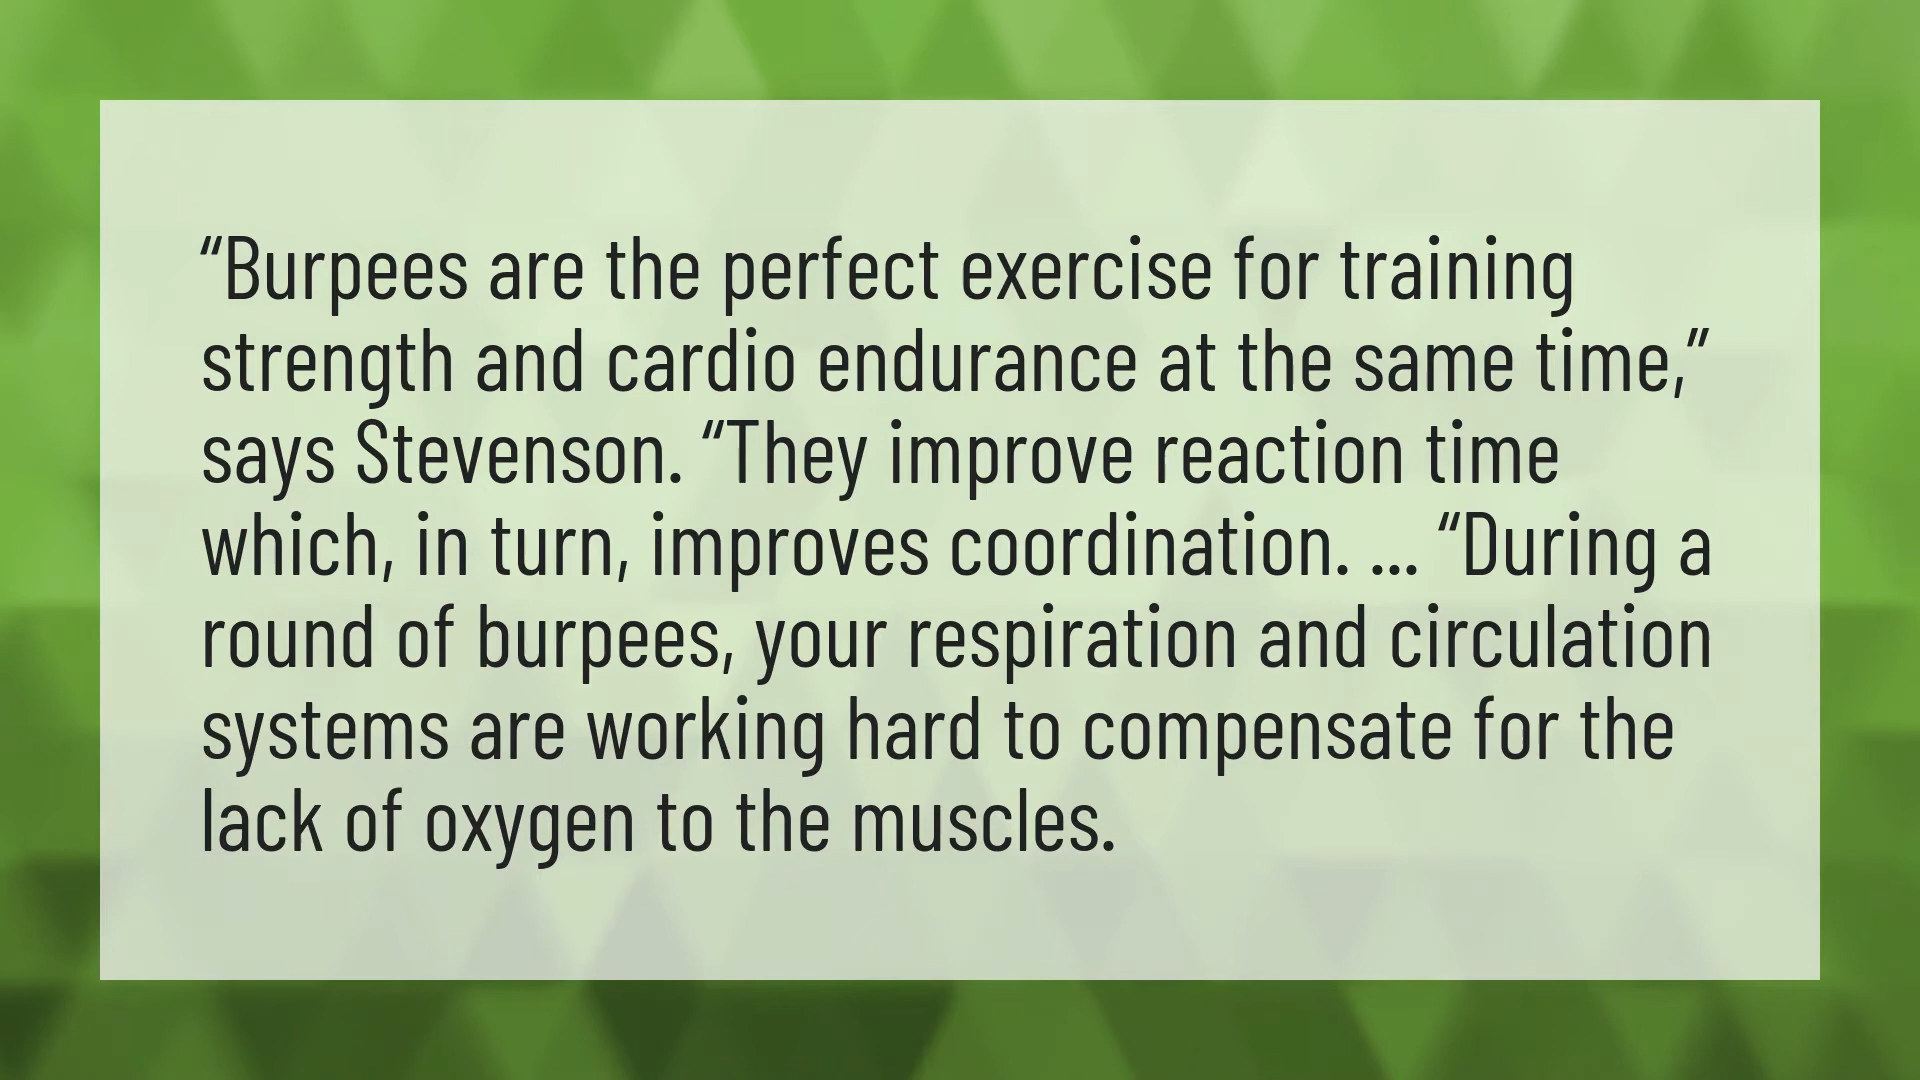 “Burpees are the perfect exercise for training
strength and cardio endurance at the same time,”
says Stevenson. “They improve reaction time
which, in turn, improves coordination. ... “During a
round of burpees, your respiration and circulation
systems are working hard to compensate for the
lack of oxygen to the muscles.